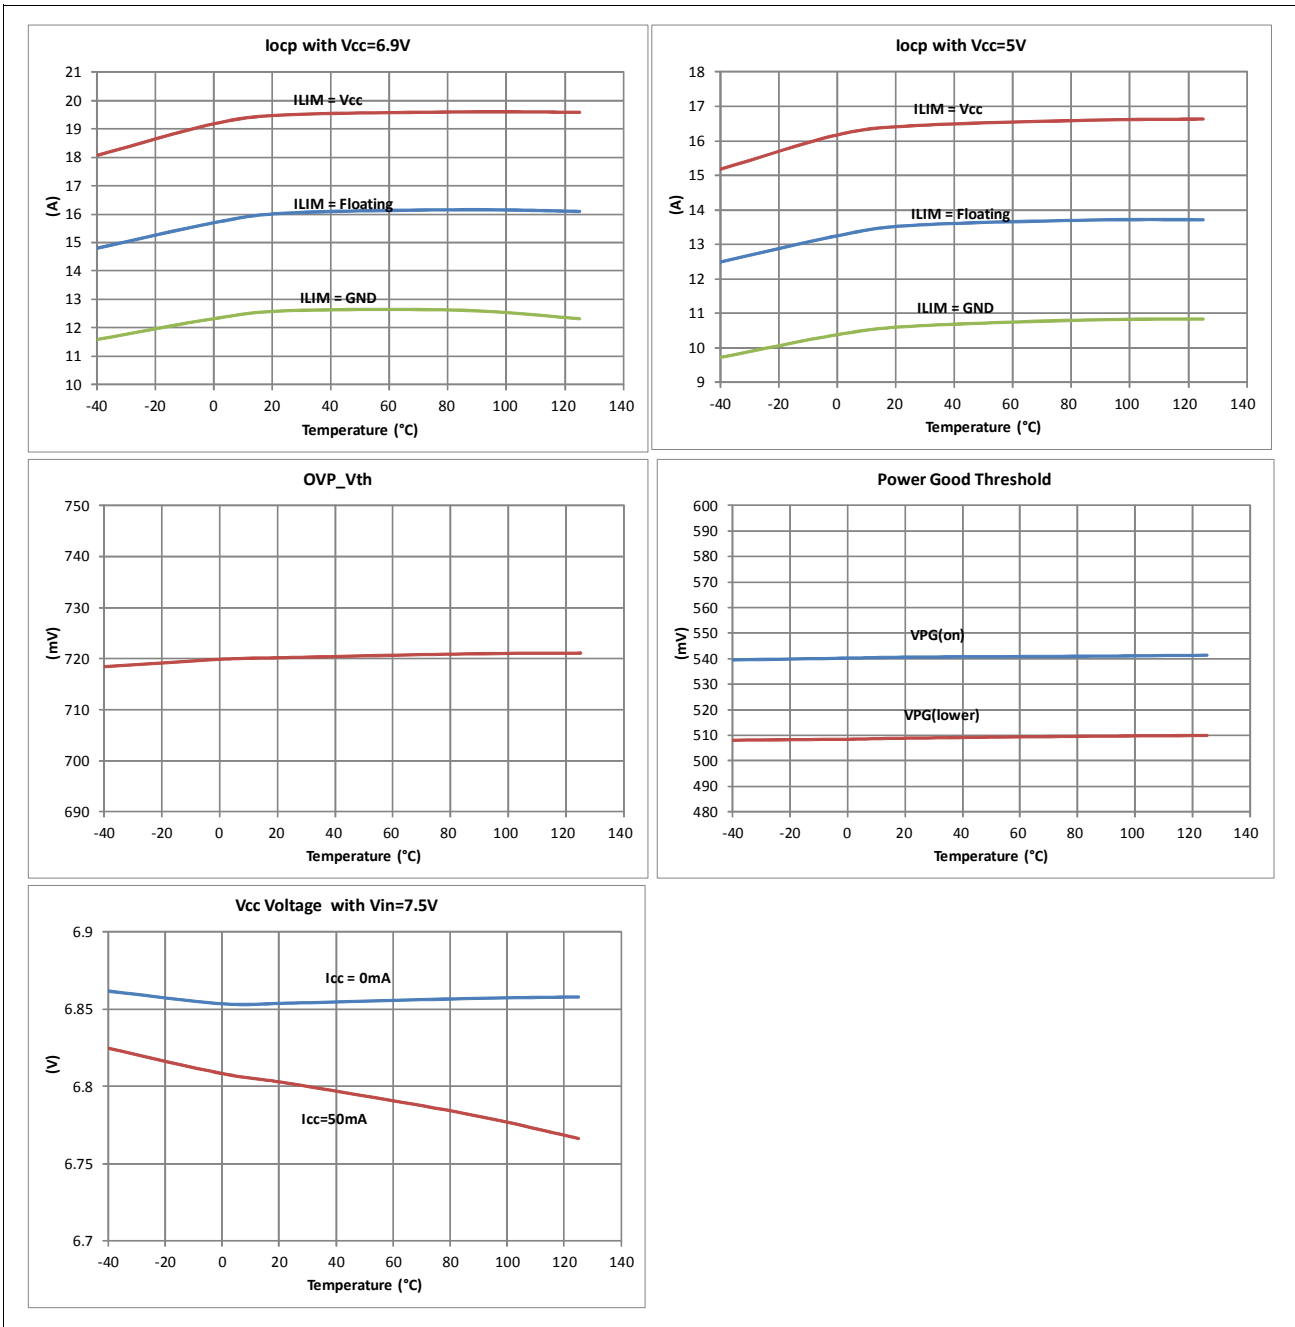 Iocp with Vcc=6.9V
21
20
19
18
17
16
15
14
13
12
11
10
(A)
ILIM = Vcc
ILIM = Floating
ILIM = GND
-40 -20 0 20 40 60 80 100 120 140
Temperature (°C)
Iocp with Vcc=5V
18
17
16
15
14
13
12
11
10
9
(A)
ILIM = Vcc
ILIM = Floating
ILIM = GND
-40 -20 0 20 40 60 80 100 120 140
Temperature (°C)
OVP_Vth
750
740
730
720
710
700
690
(mV)
-40 -20 0 20 40 60 80 100 120 140
Temperature (°C)
Power Good Threshold
600
590
580
570
560
550
540
530
520
510
500
490
480
(mV)
VPG(on)
VPG(lower)
-40 -20 0 20 40 60 80 100 120 140
Temperature (°C)
Vcc Voltage with Vin=7.5V
6.9
6.85
6.8
6.75
6.7
(V)
Icc = 0mA
Icc=50mA
-40 -20 0 20 40 60 80 100 120 140
Temperature (°C)